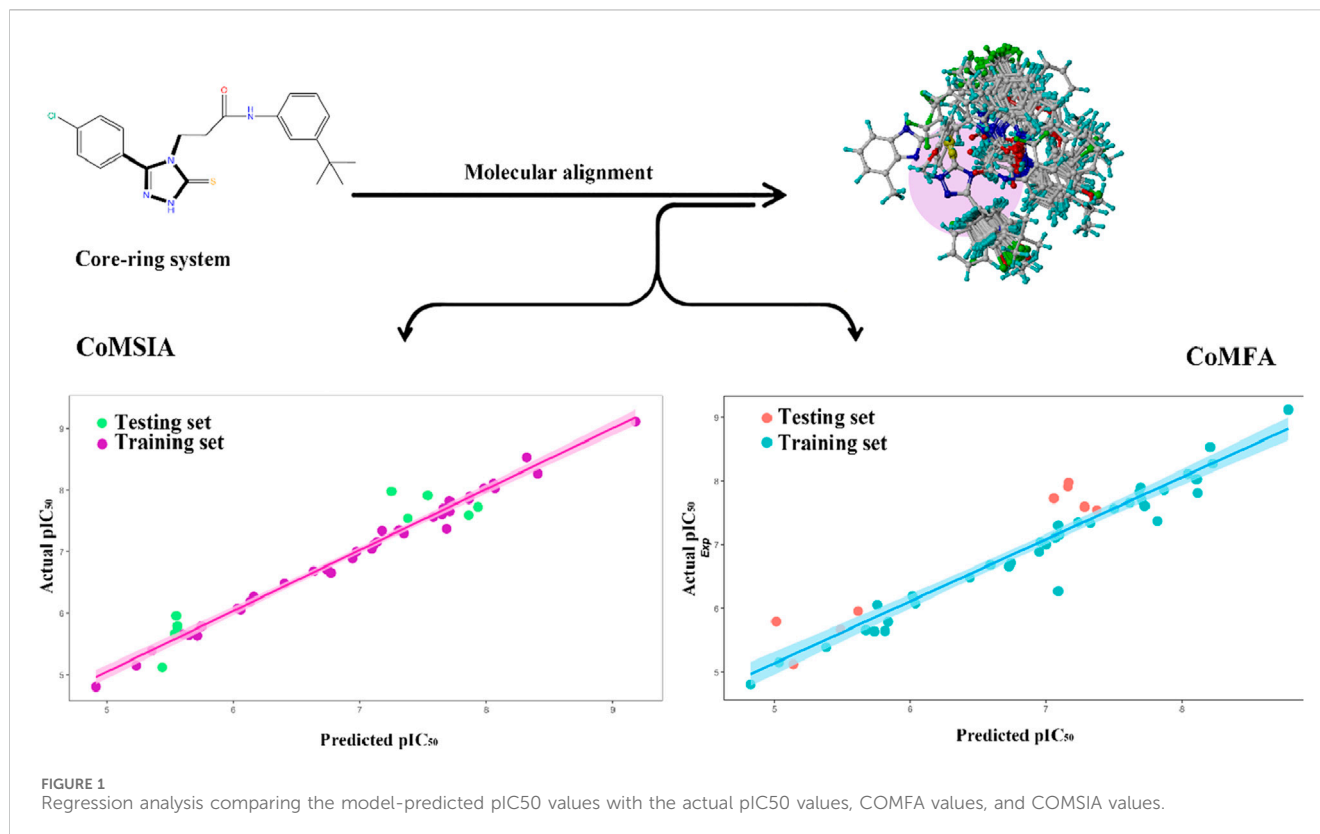 Cl
O
H
N
N
N
NH
S
Core-ring system
Molecular alignment
CoMSIA
CoMFA
Testing set
Training set
Actual pIC50
9
8
7
6
5
5 6 7 8 9
Predicted pIC50
Testing set
Training set
Actual pIC50
Exp
9
8
7
6
5
5 6 7 8
Predicted pIC50
FIGURE 1
Regression analysis comparing the model-predicted pIC50 values with the actual pIC50 values, COMFA values, and COMSIA values.